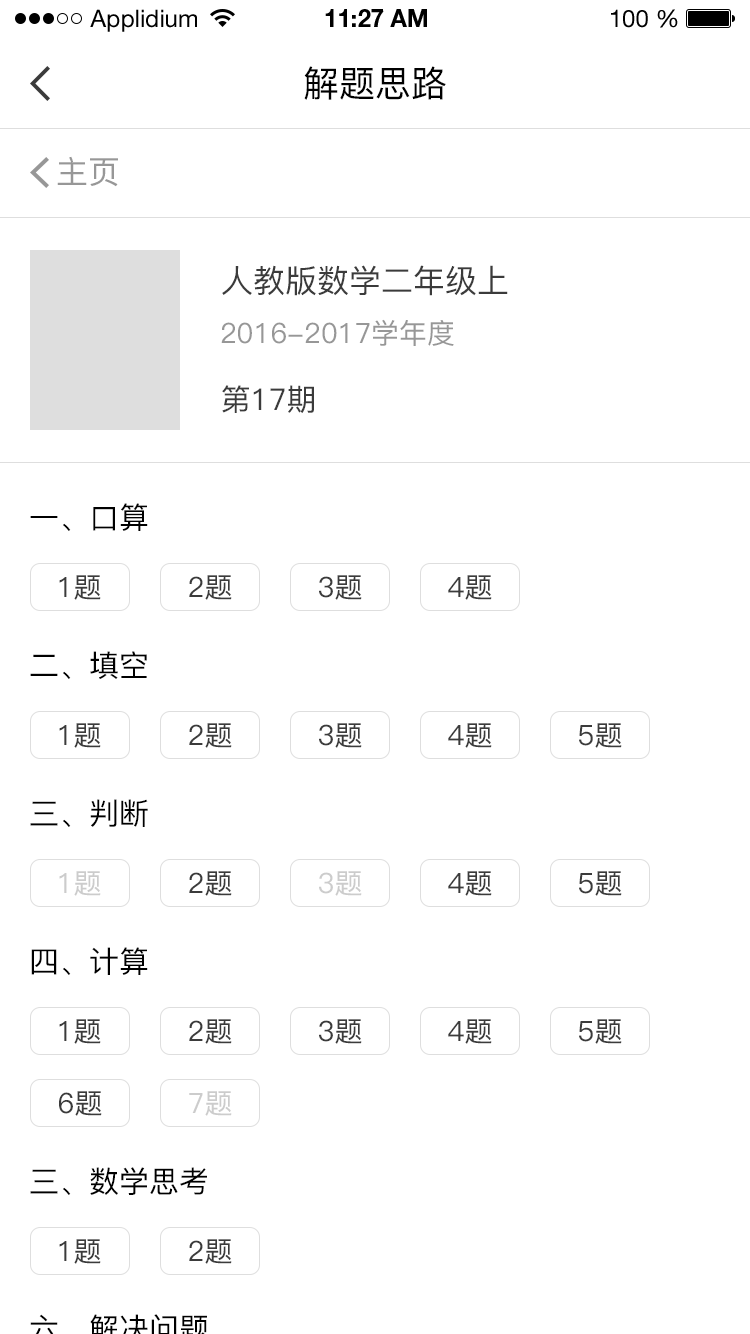 Applidium 11:27 AM 100 %
解题思路
主页
人教版数学二年级上
2016-2017学年度
第17期
一、口算
1题 2题 3题 4题
二、填空
1题 2题 3题 4题 5题
三、判断
1题 2题 3题 4题 5题
四、计算
1题 2题 3题 4题 5题
6题 7题
三、数学思考
1题 2题
六、解决问题